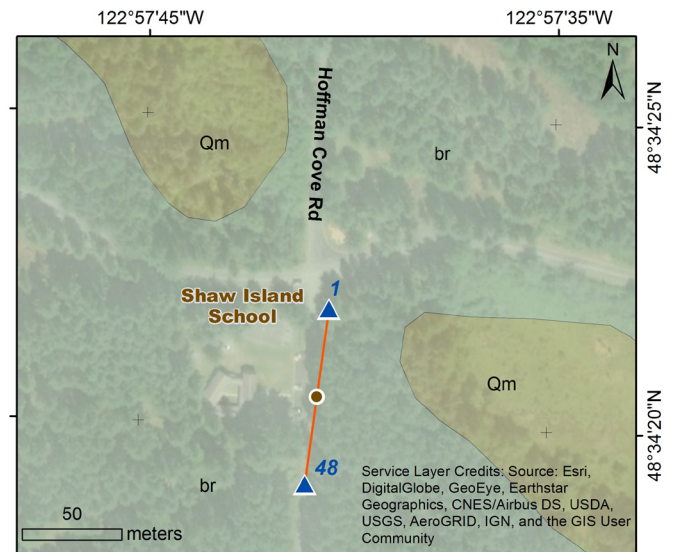 122°57'45"W
122°57'35"W
N
Hoffman Cove Rd
48°34'25"N
Qm
br
Shaw Island
School
1
Qm
48°34'20"N
48
br
Service Layer Credits: Source: Esri,
DigitalGlobe, GeoEye, Earthstar
Geographics, CNES/Airbus DS, USDA,
USGS, AeroGRID, IGN, and the GIS User
Community
50
meters